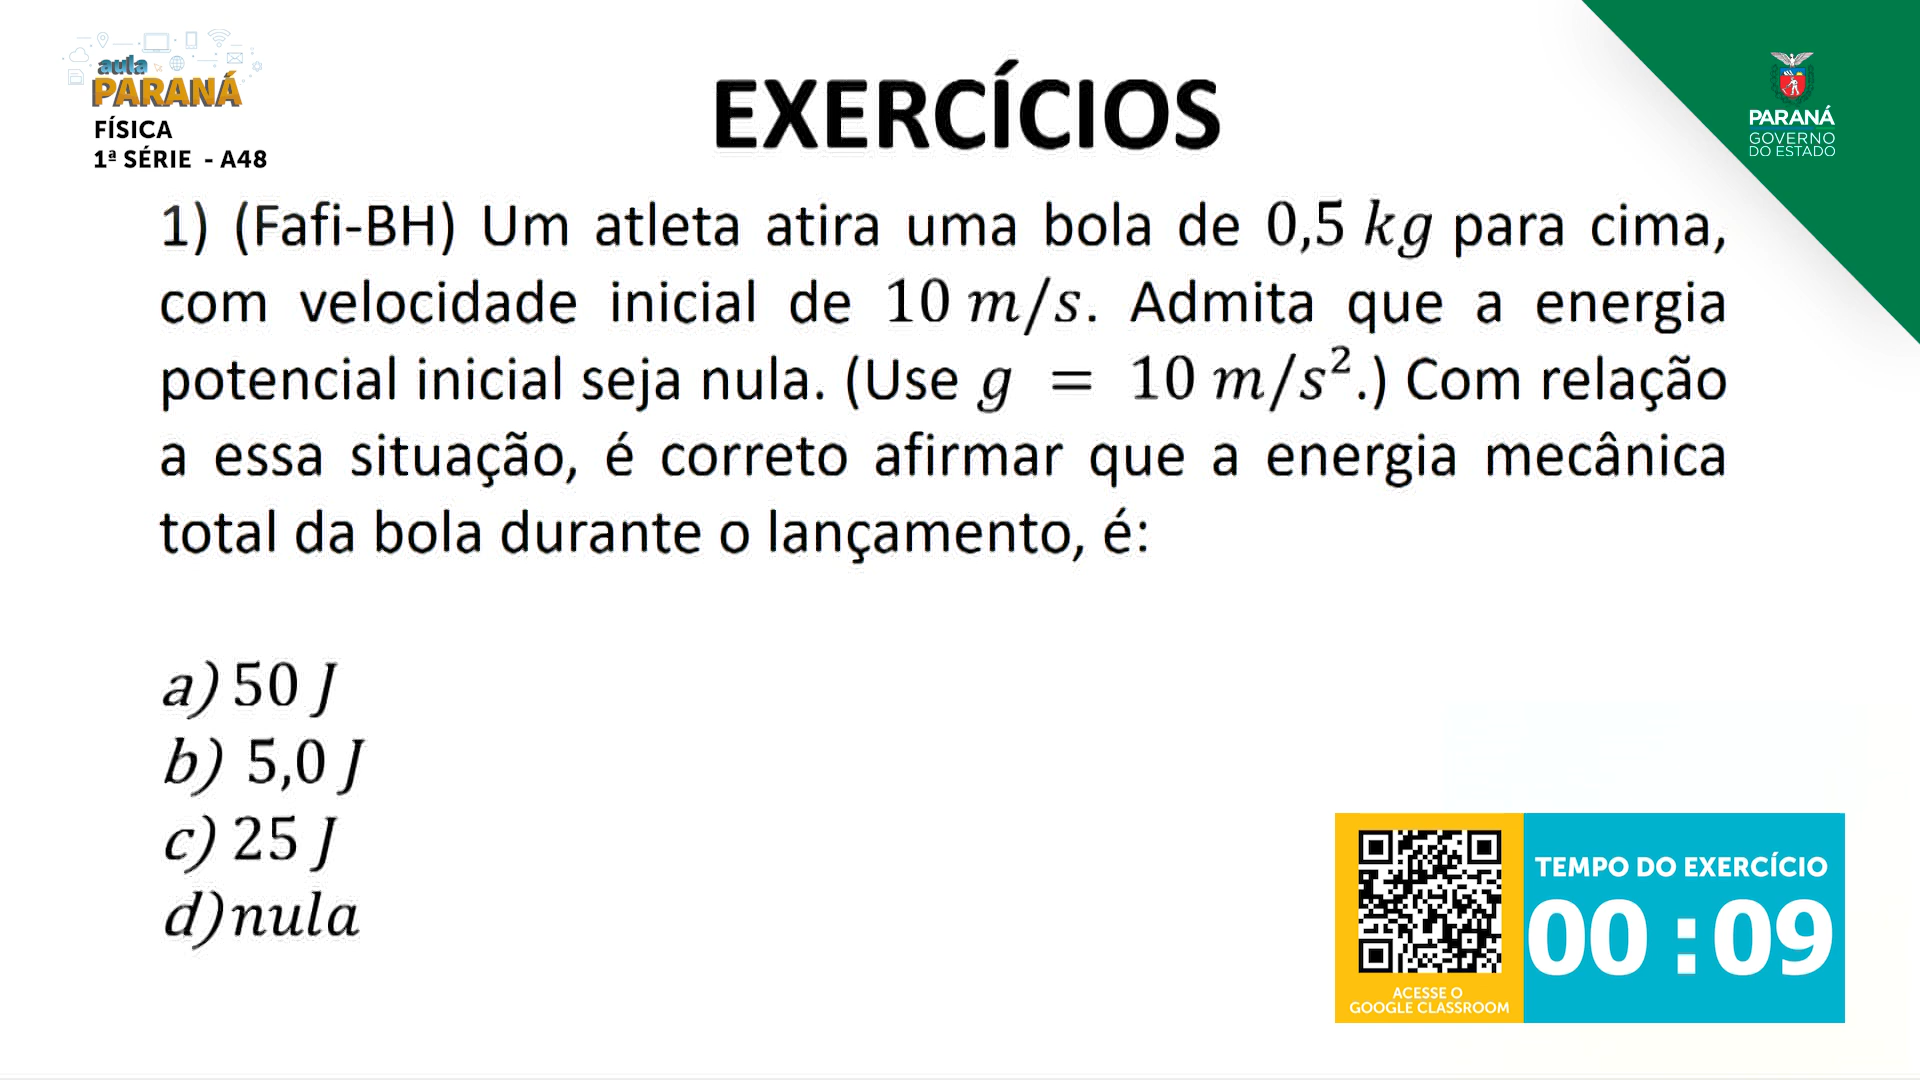 aula
PARANÁ
FÍSICA
1ª SÉRIE - A48
EXERCÍCIOS
PARANÁ
GOVERNO
DO ESTADO
1) (Fafi-BH) Um atleta atira uma bola de 0,5 kg para cima,
com velocidade inicial de 10 m/s. Admita que a energia
potencial inicial seja nula. (Use g = 10 m/s².) Com relação
a essa situação, é correto afirmar que a energia mecânica
total da bola durante o lançamento, é:
a) 50 J
b) 5,0 J
c) 25 J
d) nula
ACESSE O
GOOGLE CLASSROOM
TEMPO DO EXERCÍCIO
00 : 09